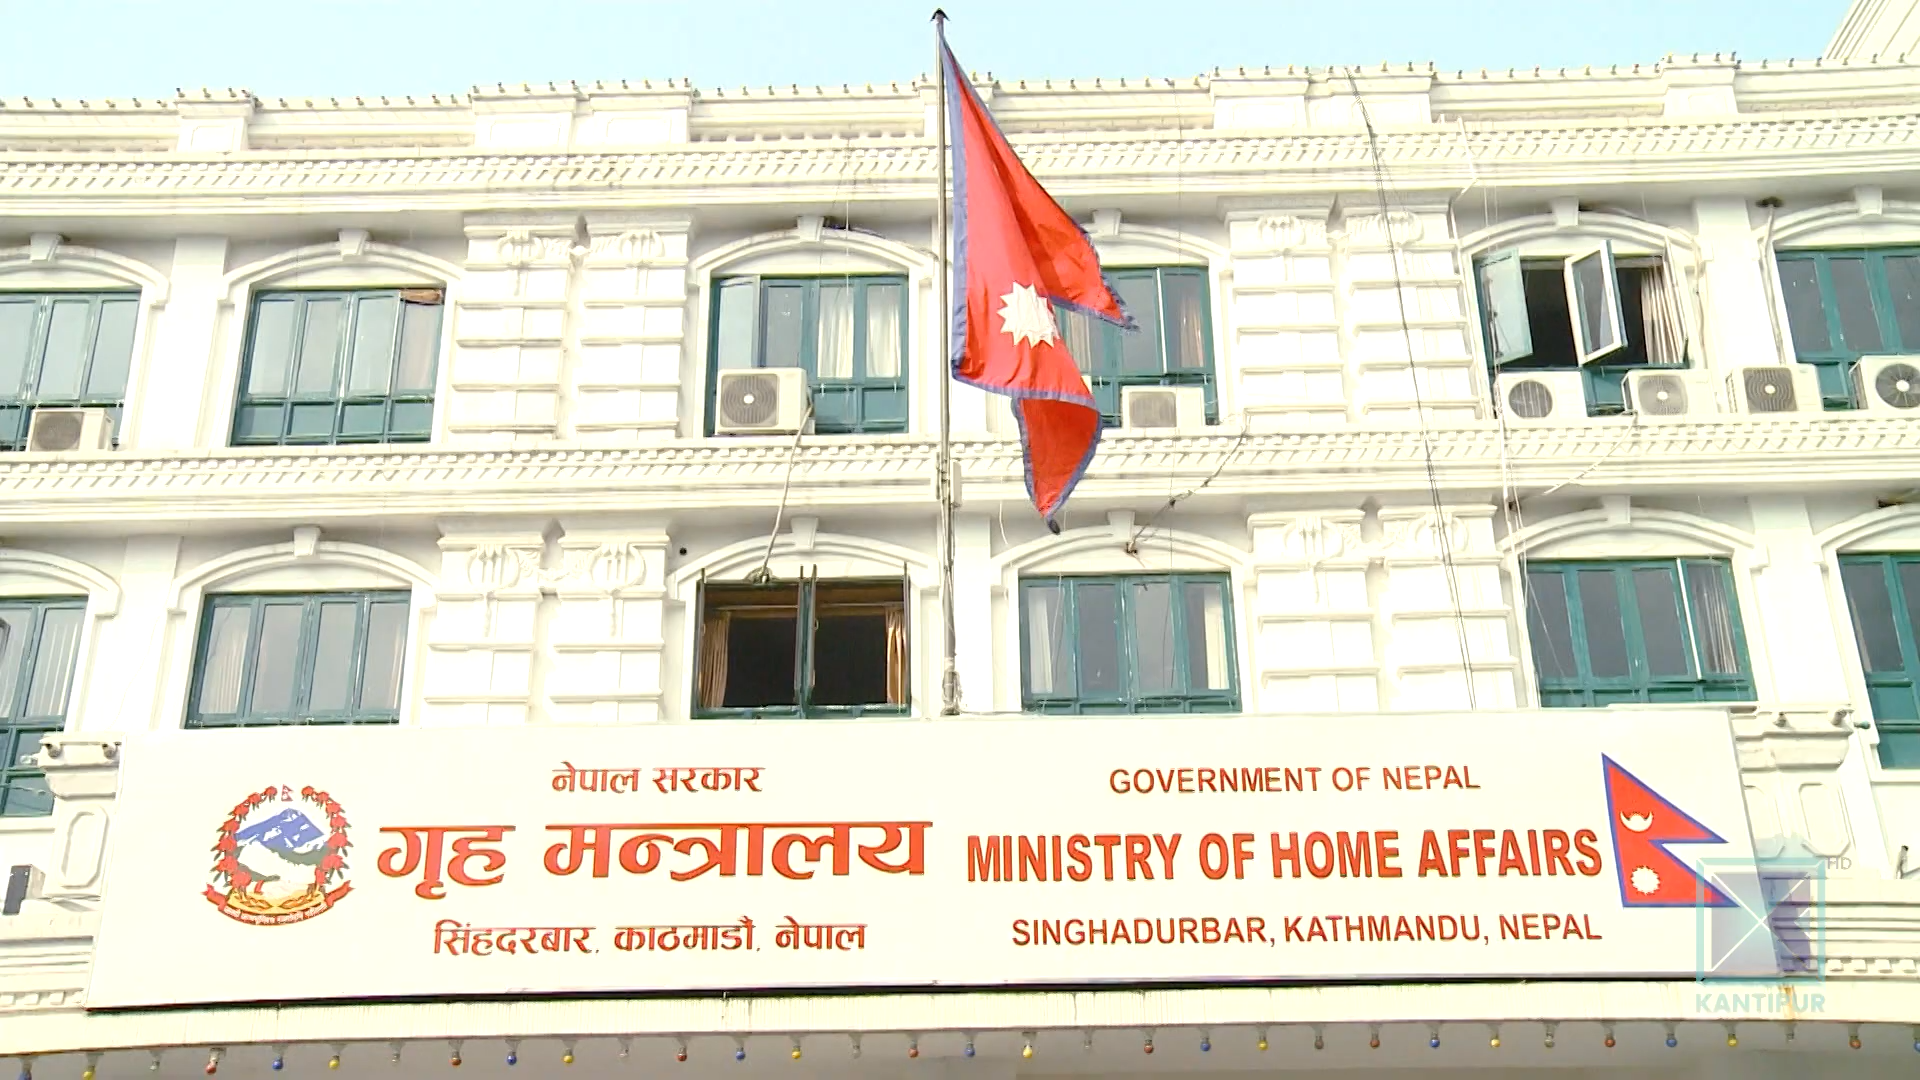 नेपाल सरकार
गृह मन्त्रालय
सिंहदरबार, काठमाडौं, नेपाल
GOVERNMENT OF NEPAL
MINISTRY OF HOME AFFAIRS
SINGHADURBAR, KATHMANDU, NEPAL
HD
KANTIPUR